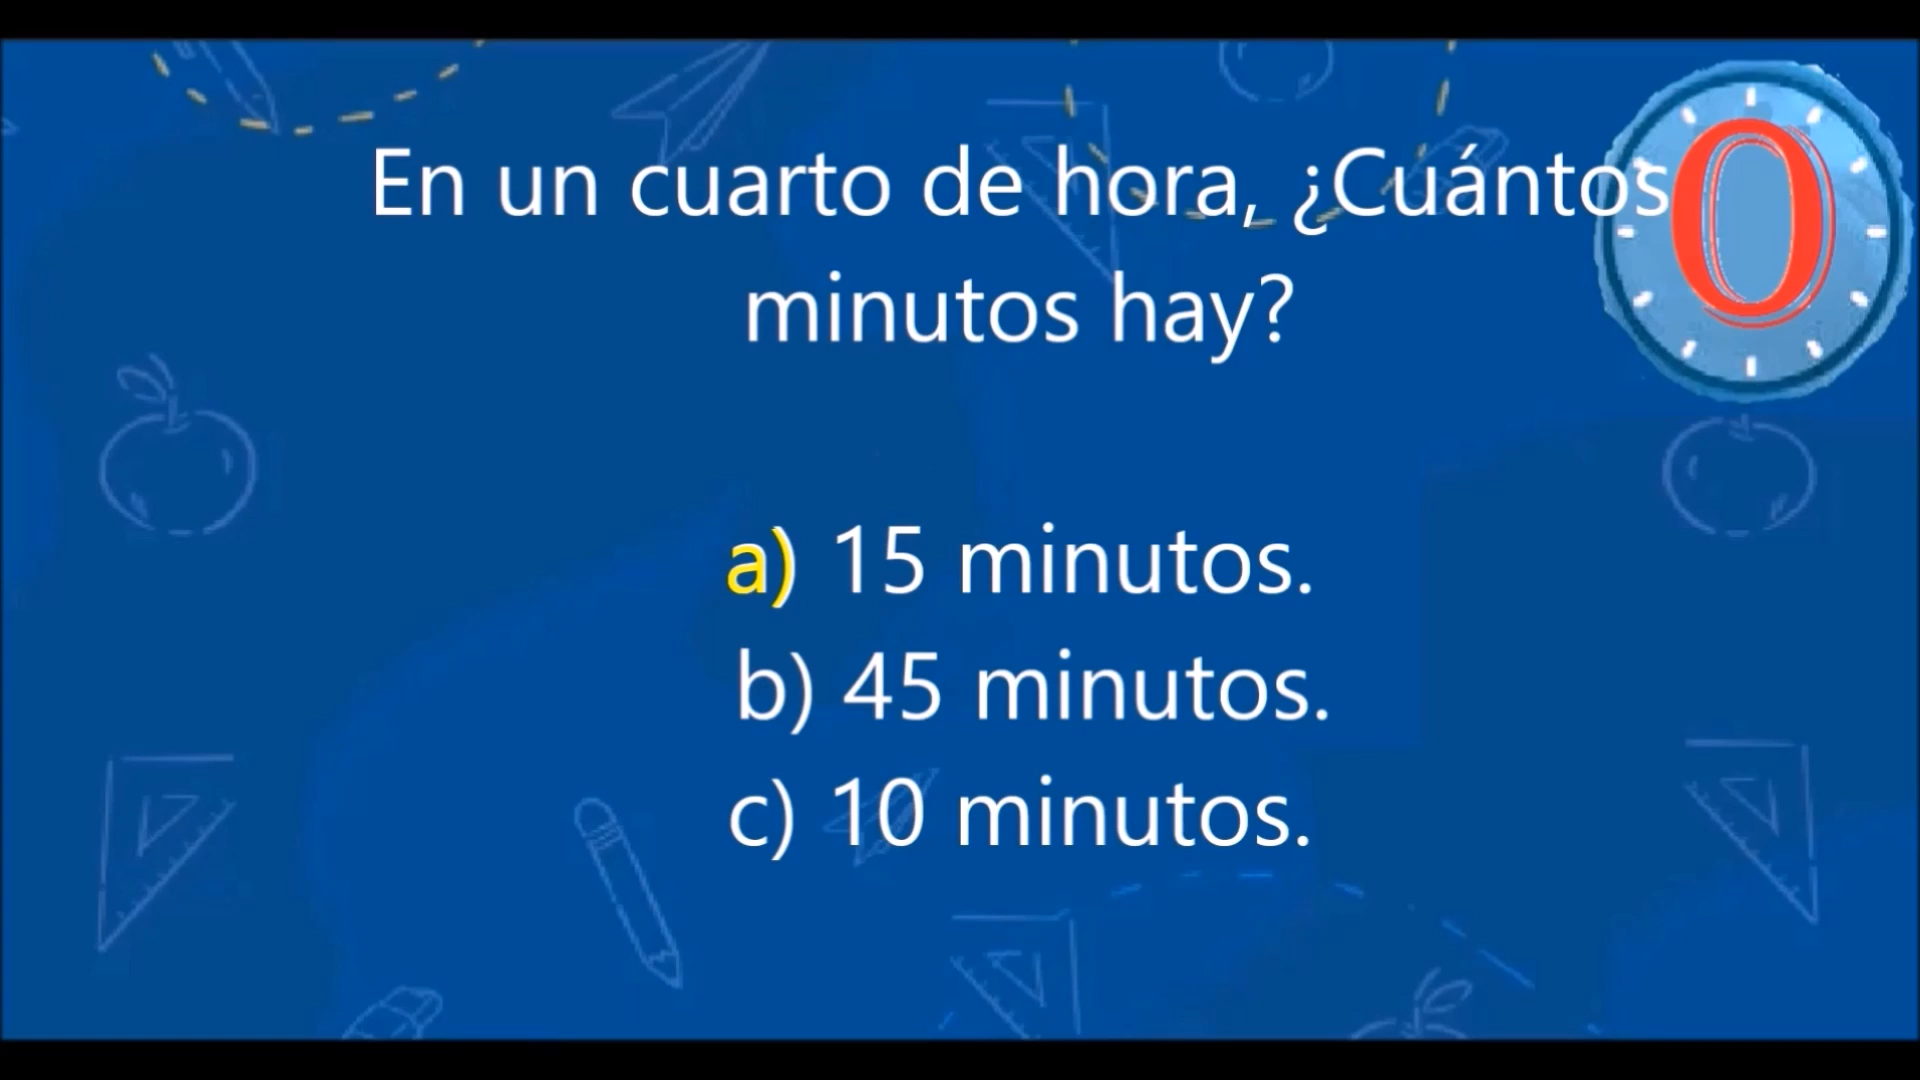 En un cuarto de hora, ¿Cuántos
minutos hay?
0
a) 15 minutos.
b) 45 minutos.
c) 10 minutos.